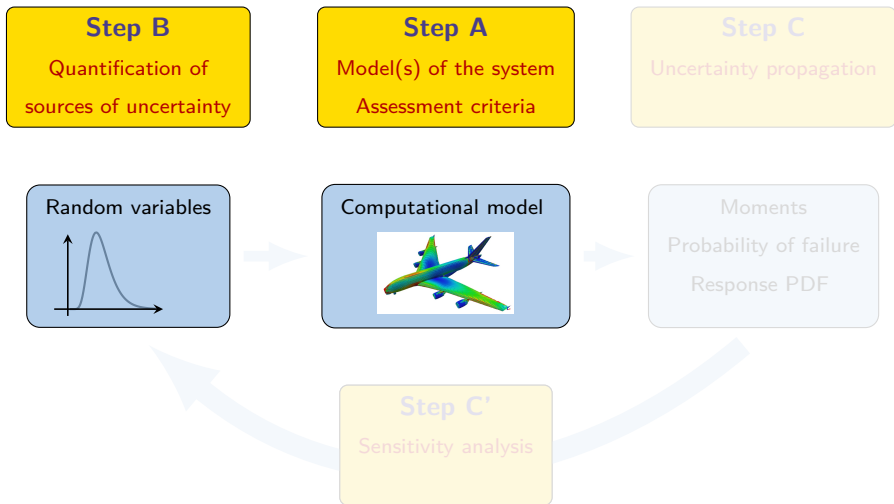 Step B
Quantification of
sources of uncertainty
Step A
Model(s) of the system
Assessment criteria
Step C
Uncertainty propagation
Random variables
Computational model
Moments
Probability of failure
Response PDF
Step C'
Sensitivity analysis